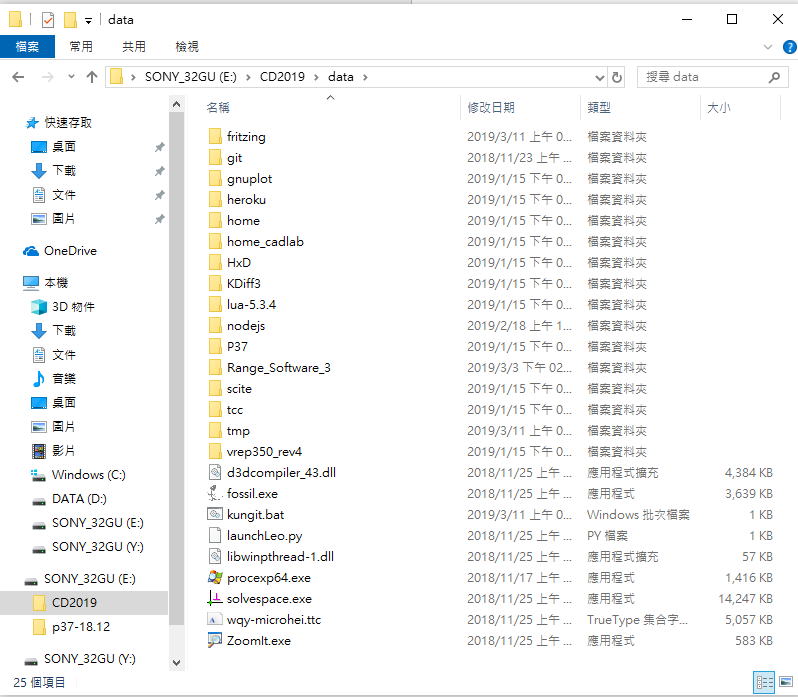 data
檔案 常用 共用 檢視
SONY_32GU (E:) > CD2019 > data >
搜尋 data
快速存取
桌面
下載
文件
圖片
OneDrive
本機
3D 物件
下載
文件
音樂
桌面
圖片
影片
Windows (C:)
DATA (D:)
SONY_32GU (E:)
SONY_32GU (Y:)
SONY_32GU (E:)
CD2019
p37-18.12
SONY_32GU (Y:)
名稱 修改日期 類型 大小
fritzing 2019/3/11 上午 0... 檔案資料夾
git 2018/11/23 上午 ... 檔案資料夾
gnuplot 2019/1/15 下午 0... 檔案資料夾
heroku 2019/1/15 下午 0... 檔案資料夾
home 2019/1/15 下午 0... 檔案資料夾
home_cadlab 2019/1/15 下午 0... 檔案資料夾
HxD 2019/1/15 下午 0... 檔案資料夾
KDiff3 2019/1/15 下午 0... 檔案資料夾
lua-5.3.4 2019/1/15 下午 0... 檔案資料夾
nodejs 2019/2/18 上午 1... 檔案資料夾
P37 2019/1/15 下午 0... 檔案資料夾
Range_Software_3 2019/3/3 下午 02... 檔案資料夾
scite 2019/1/15 下午 0... 檔案資料夾
tcc 2019/1/15 下午 0... 檔案資料夾
tmp 2019/3/11 上午 0... 檔案資料夾
vrep350_rev4 2019/1/15 下午 0... 檔案資料夾
d3dcompiler_43.dll 2018/11/25 上午 ... 應用程式擴充 4,384 KB
fossil.exe 2018/11/25 上午 ... 應用程式 3,639 KB
kungit.bat 2019/3/11 上午 0... Windows 批次檔案 1 KB
launchLeo.py 2018/11/25 上午 ... PY 檔案 1 KB
libwinpthread-1.dll 2018/11/25 上午 ... 應用程式擴充 57 KB
procexp64.exe 2018/11/17 上午 ... 應用程式 1,416 KB
solvespace.exe 2018/11/25 上午 ... 應用程式 14,247 KB
wqy-microhei.ttc 2018/11/25 上午 ... TrueType 集合字... 5,057 KB
ZoomIt.exe 2018/11/25 上午 ... 應用程式 583 KB
25 個項目